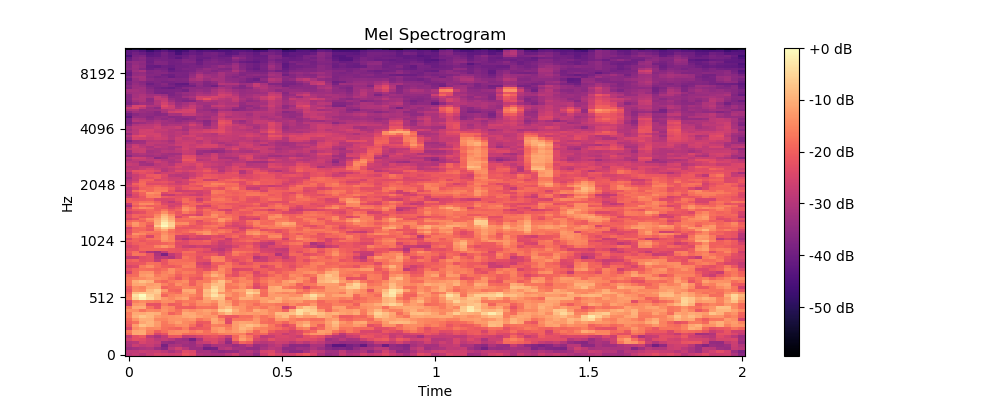 Mel Spectrogram
Hz
8192
4096
2048
1024
512
0
0 0.5 1 1.5 2
Time
+0 dB
-10 dB
-20 dB
-30 dB
-40 dB
-50 dB